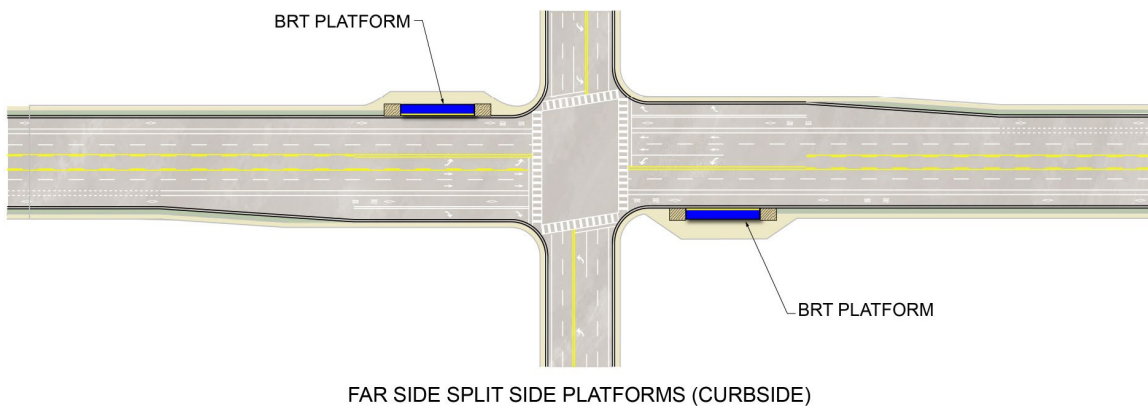 BRT PLATFORM
BRT PLATFORM
FAR SIDE SPLIT SIDE PLATFORMS (CURBSIDE)